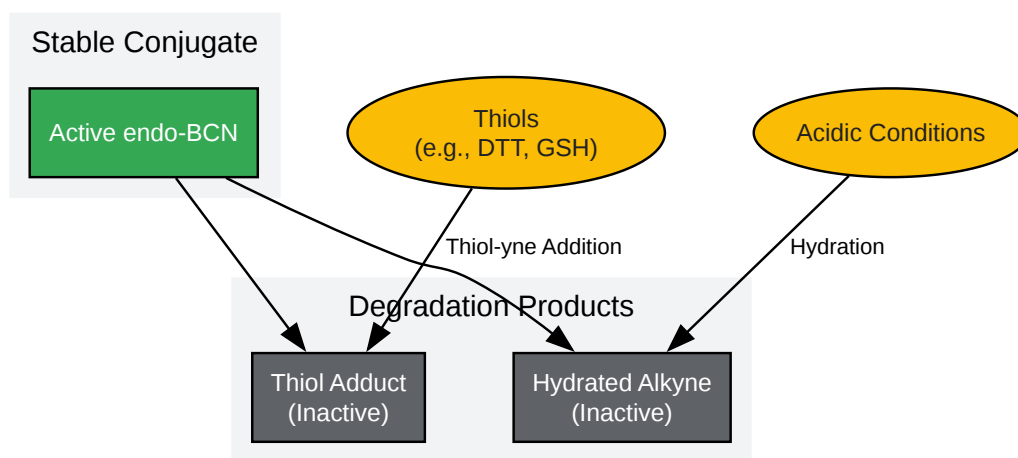 Stable Conjugate
Active endo-BCN
Thiols
(e.g., DTT, GSH)
Acidic Conditions
Thiol-yne Addition
Hydration
Degradation Products
Thiol Adduct
(Inactive)
Hydrated Alkyne
(Inactive)